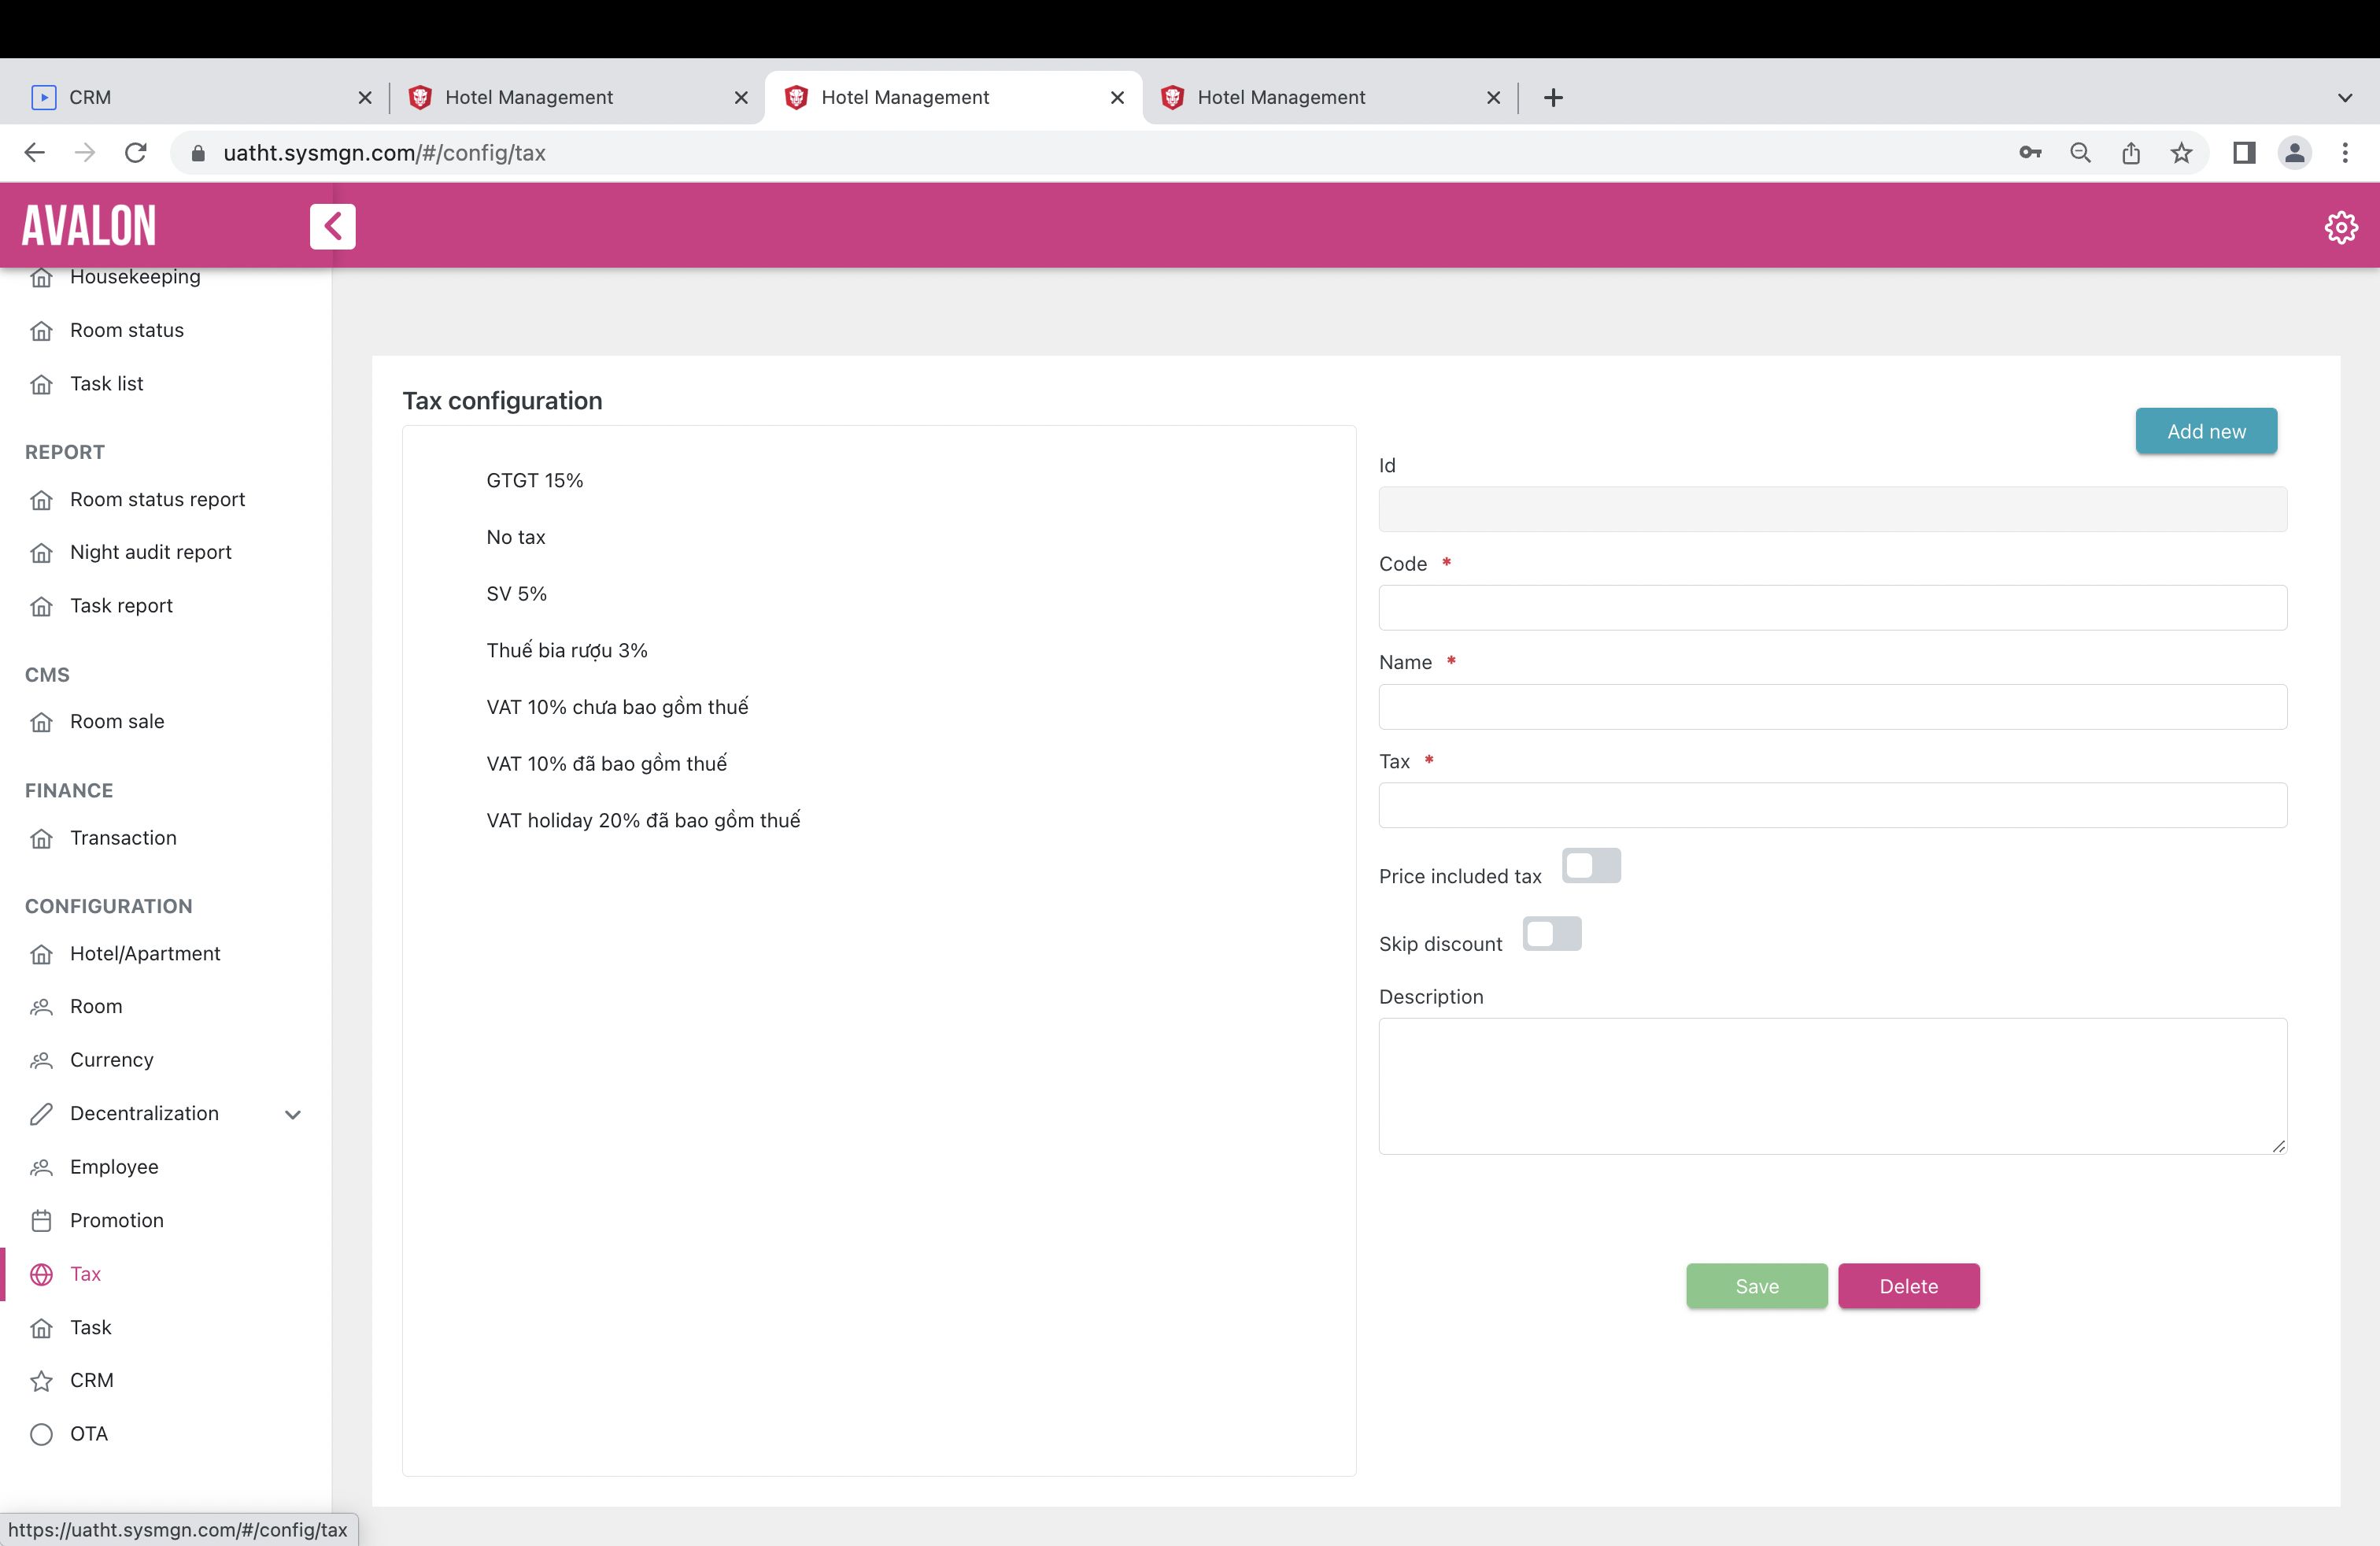 CRM
Hotel Management
Hotel Management
Hotel Management
uatht.sysmgn.com/#/config/tax
AVALON
Housekeeping
Room status
Task list
REPORT
Room status report
Night audit report
Task report
CMS
Room sale
FINANCE
Transaction
CONFIGURATION
Hotel/Apartment
Room
Currency
Decentralization
Employee
Promotion
Tax
Task
CRM
OTA
https://uatht.sysmgn.com/#/config/tax
Tax configuration
GTGT 15%
No tax
SV 5%
Thuế bia rượu 3%
VAT 10% chưa bao gồm thuế
VAT 10% đã bao gồm thuế
VAT holiday 20% đã bao gồm thuế
Add new
Id
Code *
Name *
Tax *
Price included tax
Skip discount
Description
Save
Delete